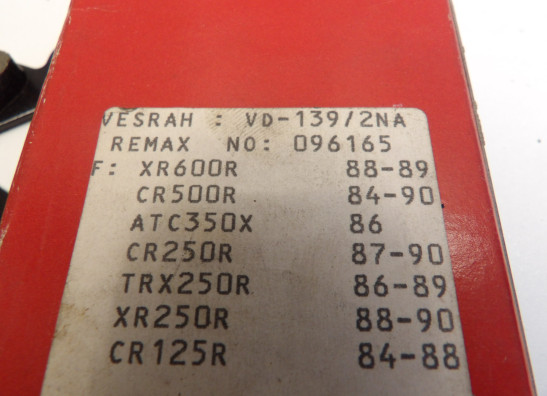 VESRAH : VD-139/2NA
REMAX NO: 096165
F: XR600R 88-89
CR500R 84-90
ATC350X 86
CR250R 87-90
TRX250R 86-89
XR250R 88-90
CR125R 84-88